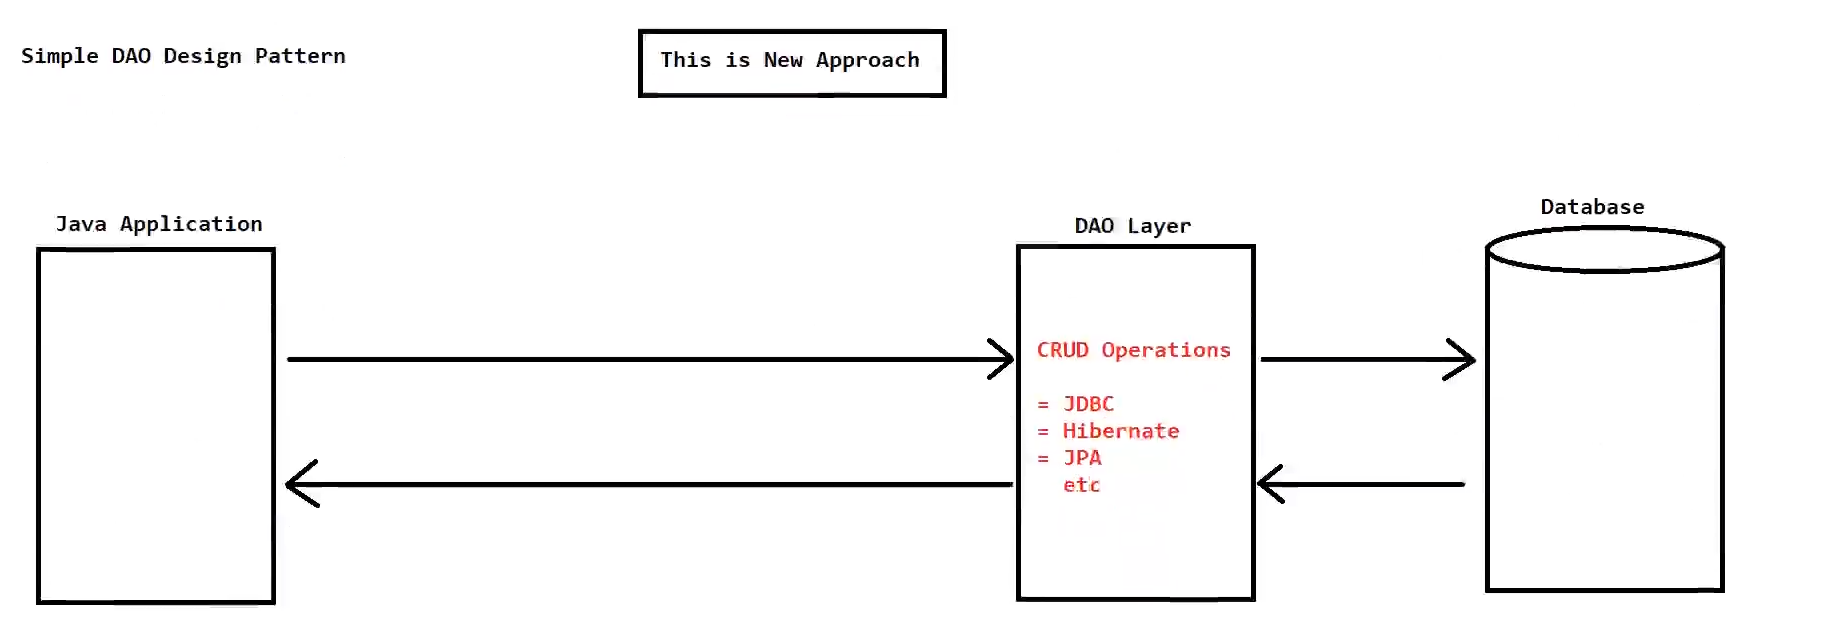 Simple DAO Design Pattern
This is New Approach
Java Application
DAO Layer
Database
CRUD Operations
= JDBC
= Hibernate
= JPA
etc